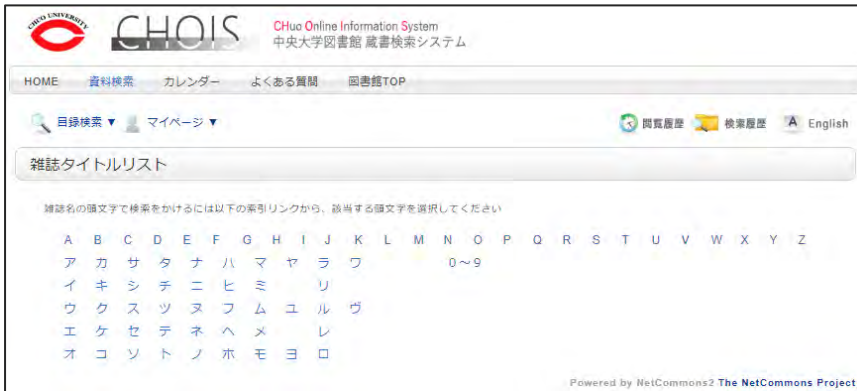 CHUO UNIVERSITY
CHOIS
CHuo Online Information System
中央大学図書館 蔵書検索システム
HOME 資料検索 カレンダー よくある質問 図書館TOP
目録検索 ▼ マイページ ▼ 閲覧履歴 検索履歴 A English
雑誌タイトルリスト
雑誌名の頭文字で検索をかけるには以下の索引リンクから、該当する頭文字を選択してください
A B C D E F G H I J K L M N O P Q R S T U V W X Y Z
ア カ サ タ ナ ハ マ ヤ ラ ワ 0～9
イ キ シ チ ニ ヒ ミ リ
ウ ク ス ツ ヌ フ ム ユ ル ヴ
エ ケ セ テ ネ ヘ メ レ
オ コ ソ ト ノ ホ モ ヨ ロ
Powered by NetCommons2 The NetCommons Project